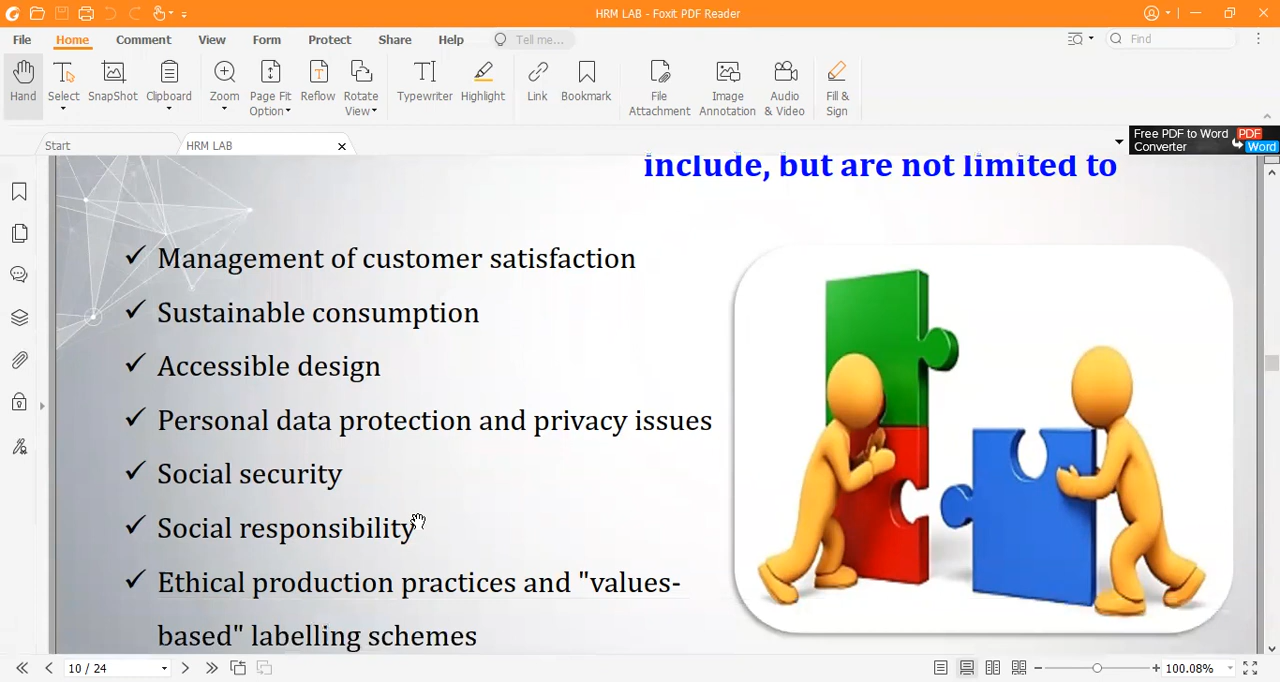 HRM LAB - Foxit PDF Reader
File Home Comment View Form Protect Share Help Tell me... Find
Hand Select SnapShot Clipboard Zoom Page Fit Option Reflow Rotate View Typewriter Highlight Link Bookmark File Attachment Image Annotation Audio & Video Fill & Sign
Start HRM LAB
Free PDF to Word Converter PDF Word
include, but are not limited to
✓ Management of customer satisfaction
✓ Sustainable consumption
✓ Accessible design
✓ Personal data protection and privacy issues
✓ Social security
✓ Social responsibility
✓ Ethical production practices and "values-
based" labelling schemes
10 / 24 100.08%